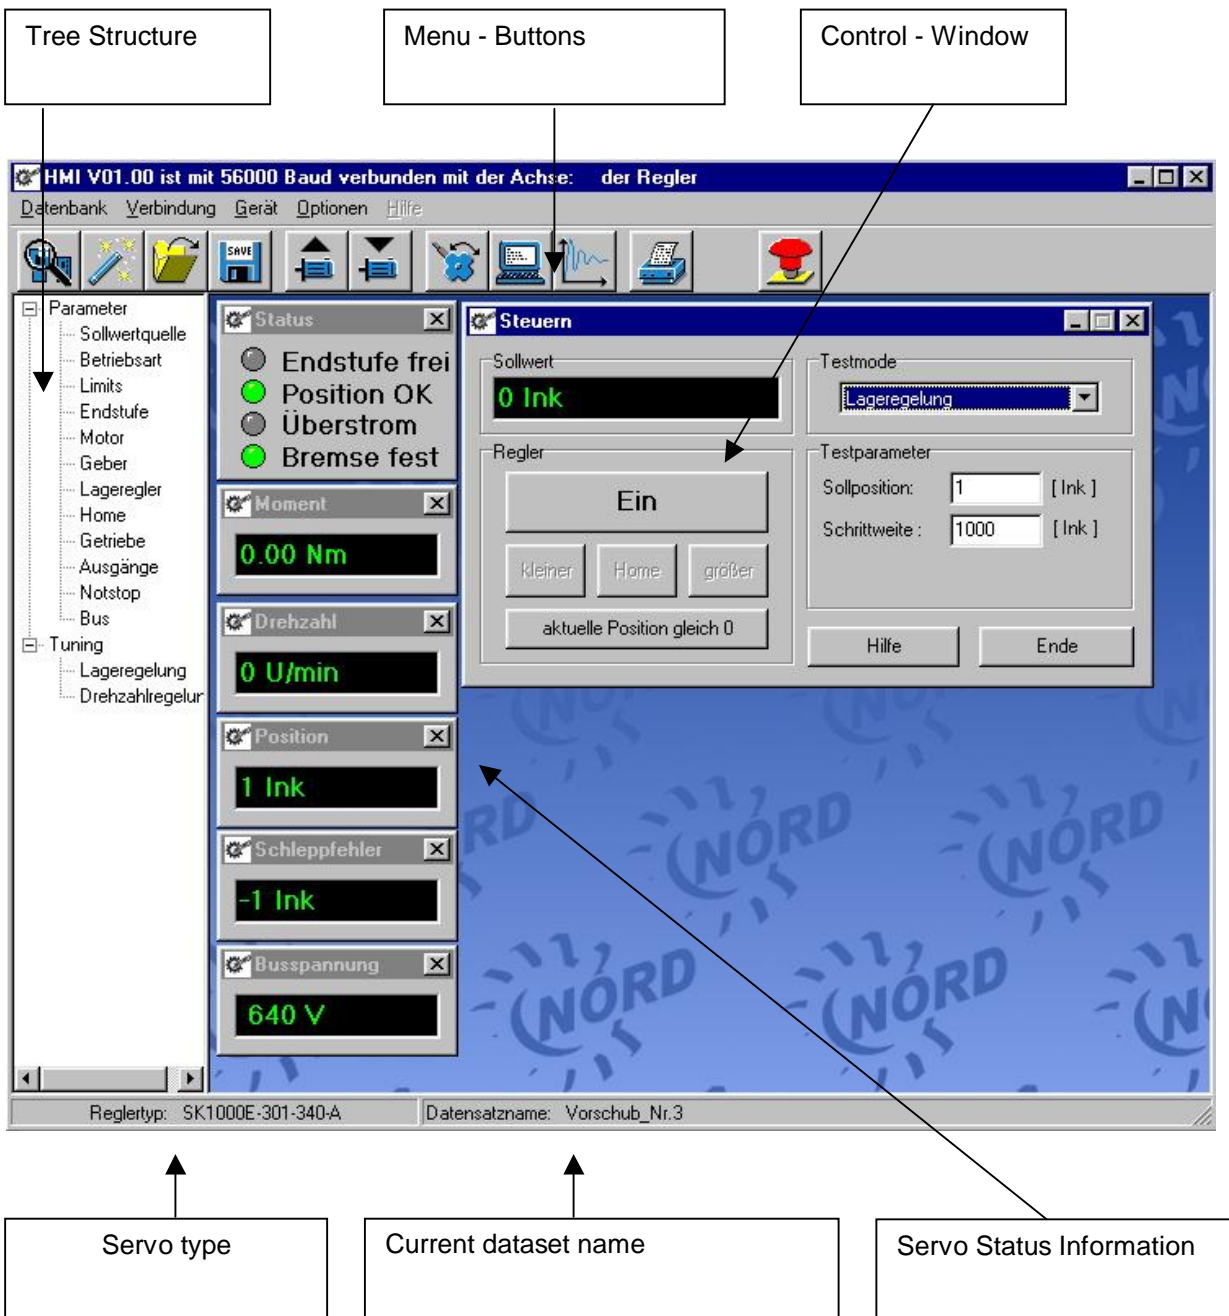 Tree Structure
Menu - Buttons
Control - Window
HMI V01.00 ist mit 56000 Baud verbunden mit der Achse: der Regler
Datenbank Verbindung Gerät Optionen Hilfe
SAVE
Parameter
Sollwertquelle
Betriebsart
Limits
Endstufe
Motor
Geber
Lageregler
Home
Getriebe
Ausgänge
Notstop
Bus
Tuning
Lageregelung
Drehzahlregelur
Status
Endstufe frei
Position OK
Überstrom
Bremse fest
Moment
0.00 Nm
Drehzahl
0 U/min
Position
1 Ink
Schleppfehler
-1 Ink
Busspannung
640 V
Steuern
Sollwert
0 Ink
Testmode
Lageregelung
Regler
Ein
kleiner Home größer
aktuelle Position gleich 0
Testparameter
Sollposition: 1 [ Ink ]
Schrittweite : 1000 [ Ink ]
Hilfe Ende
NORD
NORD
NORD
NORD
NORD
Reglertyp: SK1000E-301-340-A Datensatzname: Vorschub_Nr.3
Servo type
Current dataset name
Servo Status Information